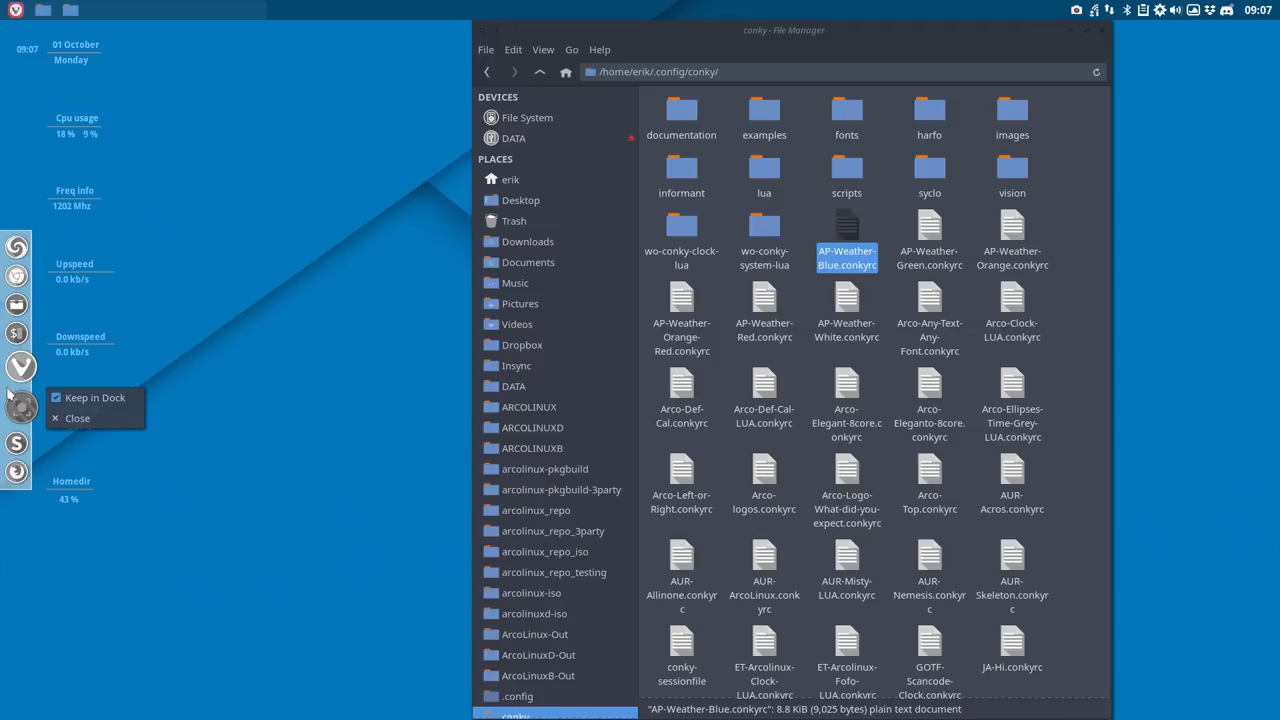 09:07
09:07
01 October
Monday
Cpu usage
18 % 9 %
Freq info
1202 Mhz
Upspeed
0.0 kb/s
Downspeed
0.0 kb/s
Keep in Dock
Close
Homedir
43 %
conky - File Manager
File Edit View Go Help
/home/erik/.config/conky/
DEVICES
File System
DATA
PLACES
erik
Desktop
Trash
Downloads
Documents
Music
Pictures
Videos
Dropbox
Insync
DATA
ARCOLINUX
ARCOLINUXD
ARCOLINUXB
arcolinux-pkgbuild
arcolinux-pkgbuild-3party
arcolinux_repo
arcolinux_repo_3party
arcolinux_repo_iso
arcolinux_repo_testing
arcolinux-iso
arcolinuxd-iso
ArcoLinux-Out
ArcoLinuxD-Out
ArcoLinuxB-Out
.config
conky
documentation
examples
fonts
harfo
images
informant
lua
scripts
syclo
vision
wo-conky-clock-
lua
wo-conky-
system-lua
AP-Weather-
Blue.conkyrc
AP-Weather-
Green.conkyrc
AP-Weather-
Orange.conkyrc
AP-Weather-
Orange-
Red.conkyrc
AP-Weather-
Red.conkyrc
AP-Weather-
White.conkyrc
Arco-Any-Text-
Any-
Font.conkyrc
Arco-Clock-
LUA.conkyrc
Arco-Def-
Cal.conkyrc
Arco-Def-Cal-
LUA.conkyrc
Arco-
Elegant-8core.c
onkyrc
Arco-
Eleganto-8core.
conkyrc
Arco-Ellipses-
Time-Grey-
LUA.conkyrc
Arco-Left-or-
Right.conkyrc
Arco-
logos.conkyrc
Arco-Logo-
What-did-you-
expect.conkyrc
Arco-
Top.conkyrc
AUR-
Acros.conkyrc
AUR-
Allinone.conkyr
c
AUR-
ArcoLinux.conk
yrc
AUR-Misty-
LUA.conkyrc
AUR-
Nemesis.conkyr
c
AUR-
Skeleton.conkyr
c
conky-
sessionfile
ET-Arcolinux-
Clock-
LUA.conkyrc
ET-Arcolinux-
Fofo-
LUA.conkyrc
GOTF-
Scancode-
Clock.conkyrc
JA-Hi.conkyrc
"AP-Weather-Blue.conkyrc": 8.8 KiB (9,025 bytes) plain text document